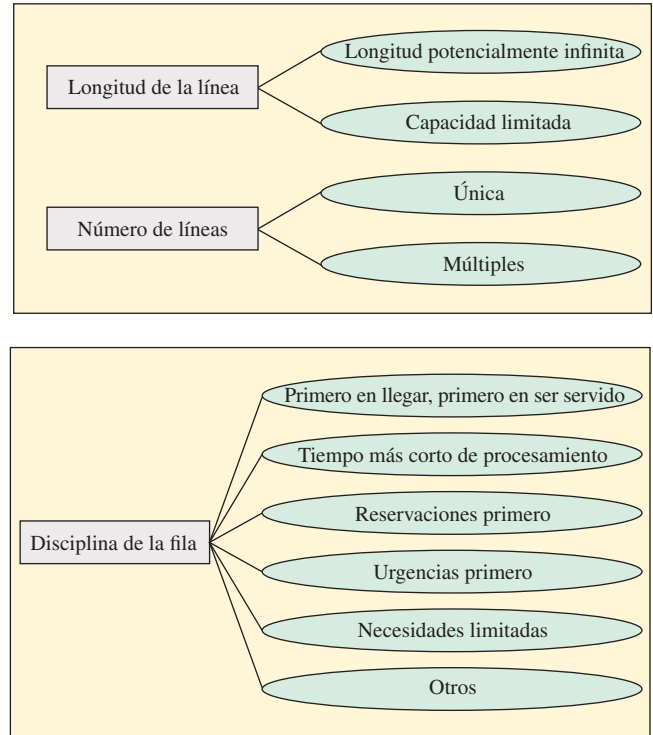 Longitud potencialmente infinita
Longitud de la línea
Capacidad limitada
Única
Número de líneas
Múltiples
Primero en llegar, primero en ser servido
Tiempo más corto de procesamiento
Reservaciones primero
Disciplina de la fila
Urgencias primero
Necesidades limitadas
Otros